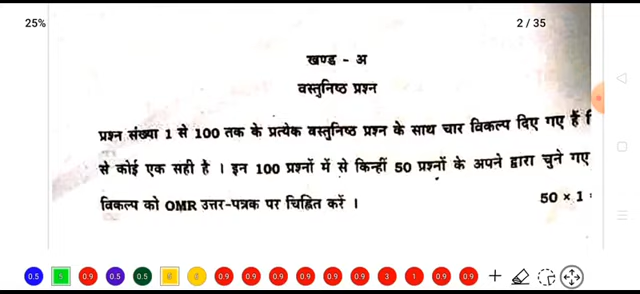 25%
2 / 35
खण्ड - अ
वस्तुनिष्ठ प्रश्न
प्रश्न संख्या 1 से 100 तक के प्रत्येक वस्तुनिष्ठ प्रश्न के साथ चार विकल्प दिए गए हैं
से कोई एक सही है । इन 100 प्रश्नों में से किन्हीं 50 प्रश्नों के अपने द्वारा चुने गए
विकल्प को OMR उत्तर-पत्रक पर चिह्नित करें ।
50 × 1
0.5 5 0.9 0.5 0.5 6 6 0.9 0.9 0.9 0.9 0.9 0.9 3 1 0.9 0.9